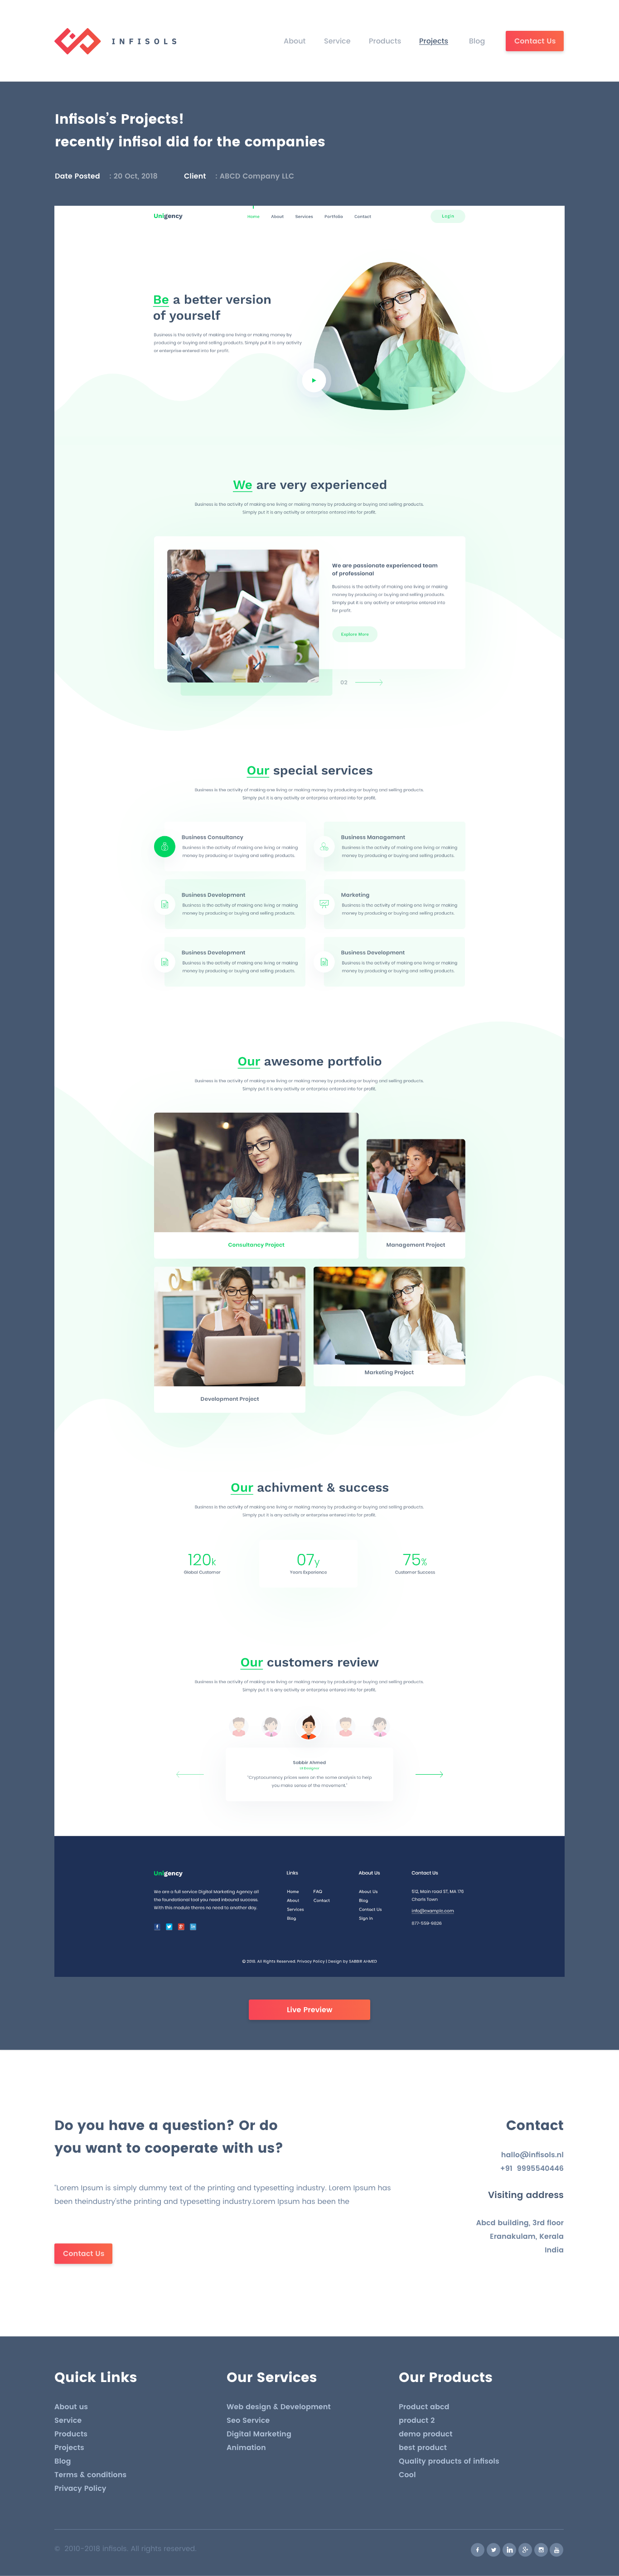 INFISOLS
About Service Products Projects Blog Contact Us
Infisols's Projects!
recently infisol did for the companies
Date Posted : 20 Oct, 2018 Client : ABCD Company LLC
Unigency
Home About Services Portfolio Contact Login
Be a better version
of yourself
Business is the activity of making one living or making money by
producing or buying and selling products. Simply put it is any activity
or enterprise entered into for profit.
We are very experienced
Business is the activity of making one living or making money by producing or buying and selling products.
Simply put it is any activity or enterprise entered into for profit.
We are passionate experienced team
of professional
Business is the activity of making one living or making
money by producing or buying and selling products.
Simply put it is any activity or enterprise entered into
for profit.
Explore More
02
Our special services
Business is the activity of making one living or making money by producing or buying and selling products.
Simply put it is any activity or enterprise entered into for profit.
Business Consultancy
Business is the activity of making one living or making
money by producing or buying and selling products.
Business Management
Business is the activity of making one living or making
money by producing or buying and selling products.
Business Development
Business is the activity of making one living or making
money by producing or buying and selling products.
Marketing
Business is the activity of making one living or making
money by producing or buying and selling products.
Business Development
Business is the activity of making one living or making
money by producing or buying and selling products.
Business Development
Business is the activity of making one living or making
money by producing or buying and selling products.
Our awesome portfolio
Business is the activity of making one living or making money by producing or buying and selling products.
Simply put it is any activity or enterprise entered into for profit.
Consultancy Project
Management Project
Development Project
Marketing Project
Our achivment & success
Business is the activity of making one living or making money by producing or buying and selling products.
Simply put it is any activity or enterprise entered into for profit.
120k
Global Customer
07y
Years Experience
75%
Customer Success
Our customers review
Business is the activity of making one living or making money by producing or buying and selling products.
Simply put it is any activity or enterprise entered into for profit.
Sabbir Ahmed
UI Designer
"Cryptocurrency prices were on the some analysis to help
you make sense of the movement."
Unigency
We are a full service Digital Marketing Agency all
the foundational tool you need inbound success.
With this module theres no need to another day.
Links
Home FAQ
About Contact
Services
Blog
About Us
About Us
Blog
Contact Us
Sign In
Contact Us
512, Main road ST, MA 176
Charis Town
info@example.com
677-559-6626
© 2018. All Rights Reserved. Privacy Policy | Design by SABBIR AHMED
Live Preview
Do you have a question? Or do
you want to cooperate with us?
"Lorem Ipsum is simply dummy text of the printing and typesetting industry. Lorem Ipsum has
been theindustry'sthe printing and typesetting industry.Lorem Ipsum has been the
Contact Us
Contact
hallo@infisols.nl
+91 9995540446
Visiting address
Abcd building, 3rd floor
Eranakulam, Kerala
India
Quick Links
About us
Service
Products
Projects
Blog
Terms & conditions
Privacy Policy
Our Services
Web design & Development
Seo Service
Digital Marketing
Animation
Our Products
Product abcd
product 2
demo product
best product
Quality products of infisols
Cool
© 2010-2018 infisols. All rights reserved.